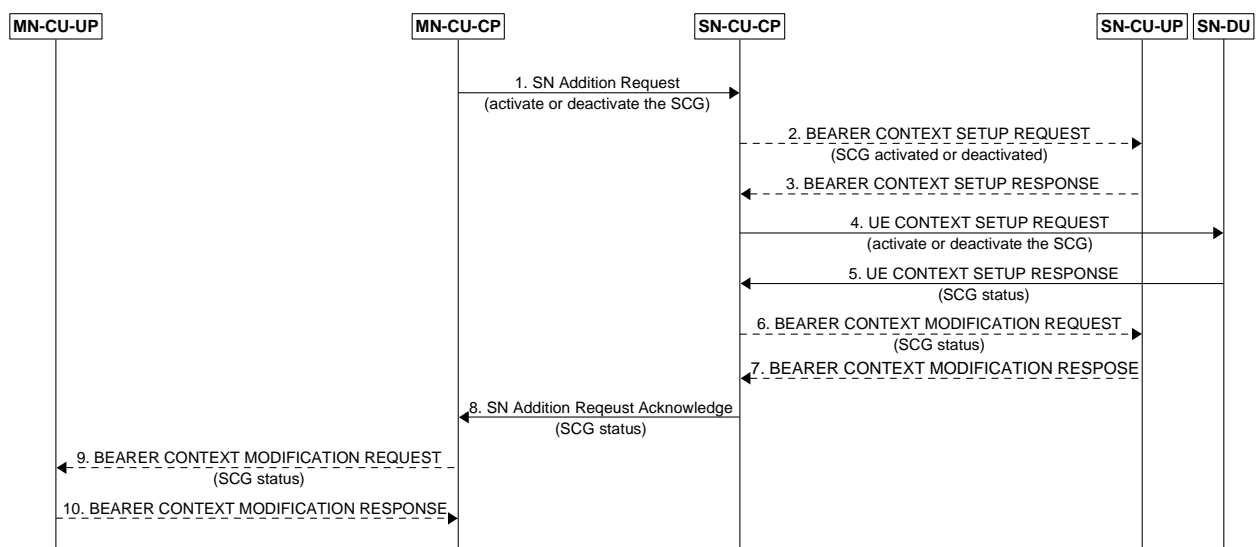 MN-CU-UP MN-CU-CP SN-CU-CP SN-CU-UP SN-DU
1. SN Addition Request
(activate or deactivate the SCG)
2. BEARER CONTEXT SETUP REQUEST
(SCG activated or deactivated)
3. BEARER CONTEXT SETUP RESPONSE
4. UE CONTEXT SETUP REQUEST
(activate or deactivate the SCG)
5. UE CONTEXT SETUP RESPONSE
(SCG status)
6. BEARER CONTEXT MODIFICATION REQUEST
(SCG status)
7. BEARER CONTEXT MODIFICATION RESPOSE
8. SN Addition Reqeust Acknowledge
(SCG status)
9. BEARER CONTEXT MODIFICATION REQUEST
(SCG status)
10. BEARER CONTEXT MODIFICATION RESPONSE